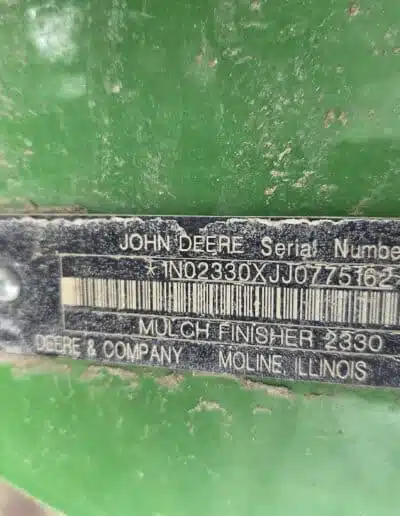 JOHN DEERE Serial Numbe
*1N02330XJJ0775162*
MULCH FINISHER 2330
DEERE & COMPANY MOLINE, ILLINOIS